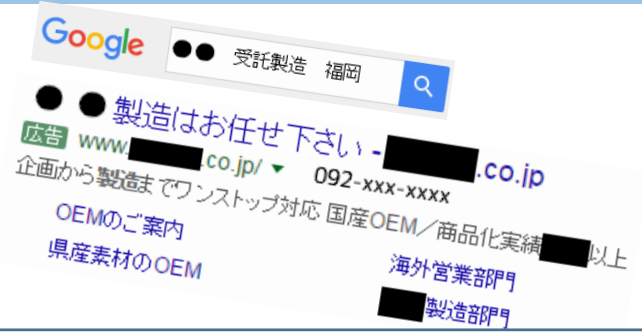 Google ●● 受託製造 福岡
●●製造はお任せ下さい - .co.jp
広告 www. .co.jp/ ▼ 092-xxx-xxxx
企画から製造までワンストップ対応 国産OEM／商品化実績 以上
OEMのご案内 海外営業部門
県産素材のOEM 製造部門